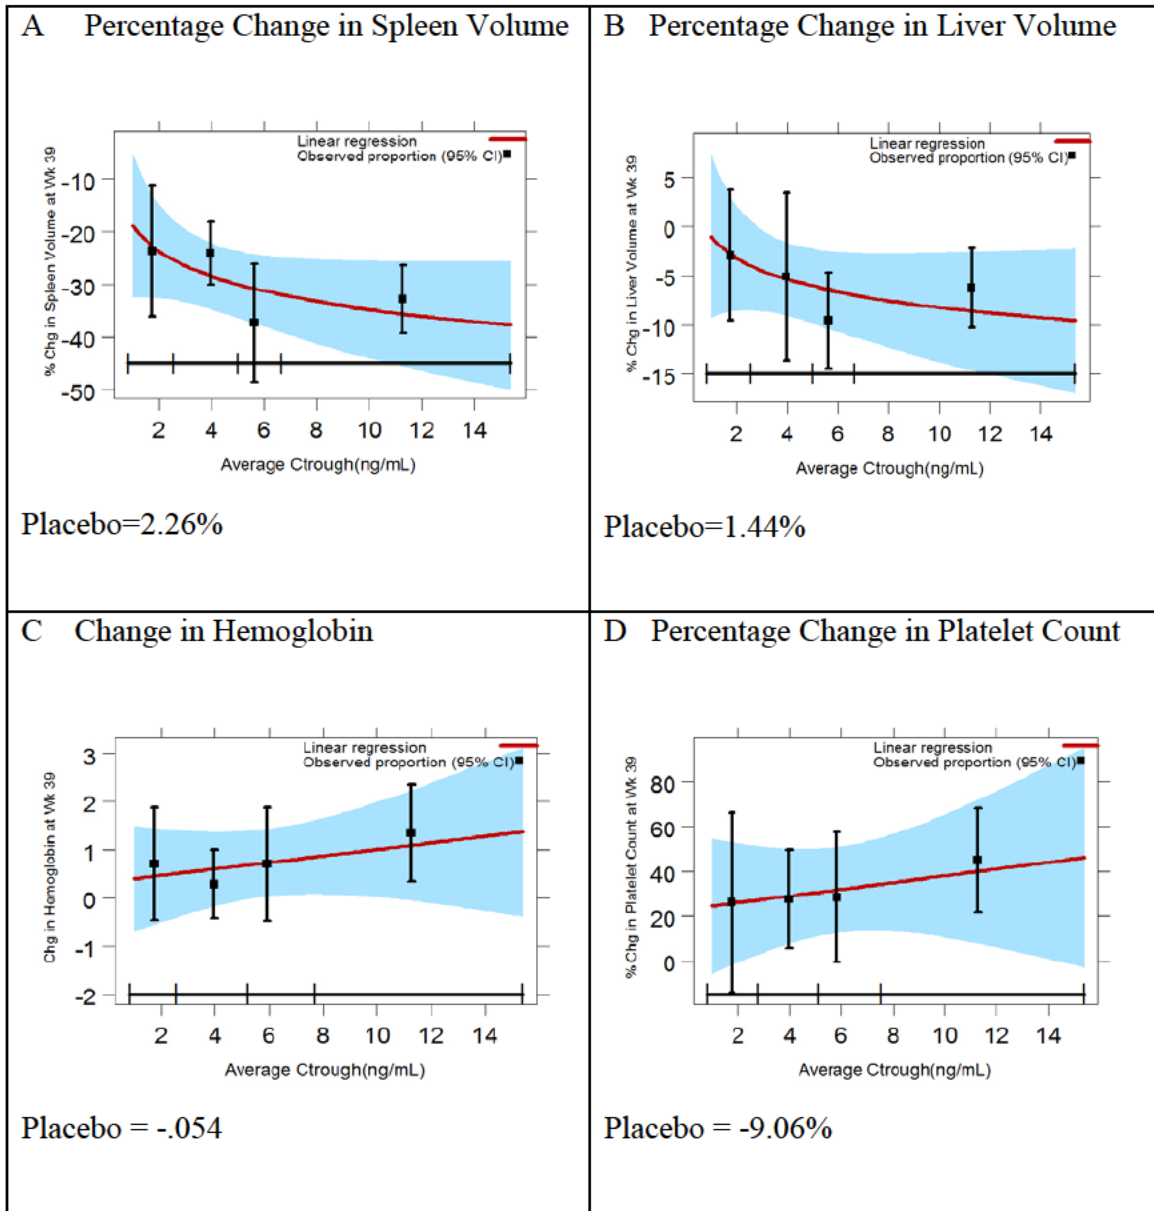 A Percentage Change in Spleen Volume
Linear regression
Observed proportion (95% CI)
% Chg in Spleen Volume at Wk 39
-10
-20
-30
-40
-50
2 4 6 8 10 12 14
Average Ctrough(ng/mL)
Placebo=2.26%
B Percentage Change in Liver Volume
Linear regression
Observed proportion (95% CI)
% Chg in Liver Volume at Wk 39
5
0
-5
-10
-15
2 4 6 8 10 12 14
Average Ctrough(ng/mL)
Placebo=1.44%
C Change in Hemoglobin
Linear regression
Observed proportion (95% CI)
Chg in Hemoglobin at Wk 39
3
2
1
0
-1
-2
2 4 6 8 10 12 14
Average Ctrough(ng/mL)
Placebo = -.054
D Percentage Change in Platelet Count
Linear regression
Observed proportion (95% CI)
% Chg in Platelet Count at Wk 39
80
60
40
20
0
2 4 6 8 10 12 14
Average Ctrough(ng/mL)
Placebo = -9.06%